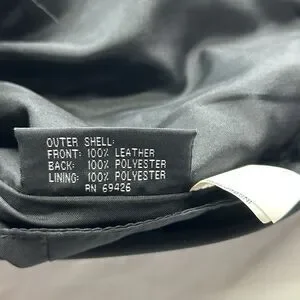 OUTER SHELL:
FRONT: 100% LEATHER
BACK: 100% POLYESTER
LINING: 100% POLYESTER
RN 69426